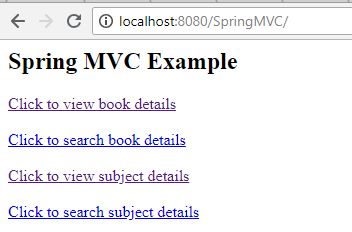 localhost:8080/SpringMVC/
Spring MVC Example
Click to view book details
Click to search book details
Click to view subject details
Click to search subject details